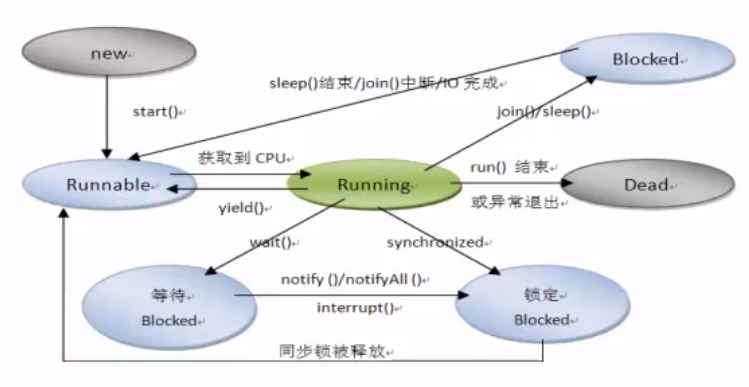 new
Blocked
sleep()结束/join()中断/IO 完成
start()
join()/sleep()
获取到 CPU
run() 结束
Runnable
Running
Dead
yield()
或异常退出
wait()
synchronized
等待
Blocked
notify ()/notifyAll ()
interrupt()
锁定
Blocked
同步锁被释放